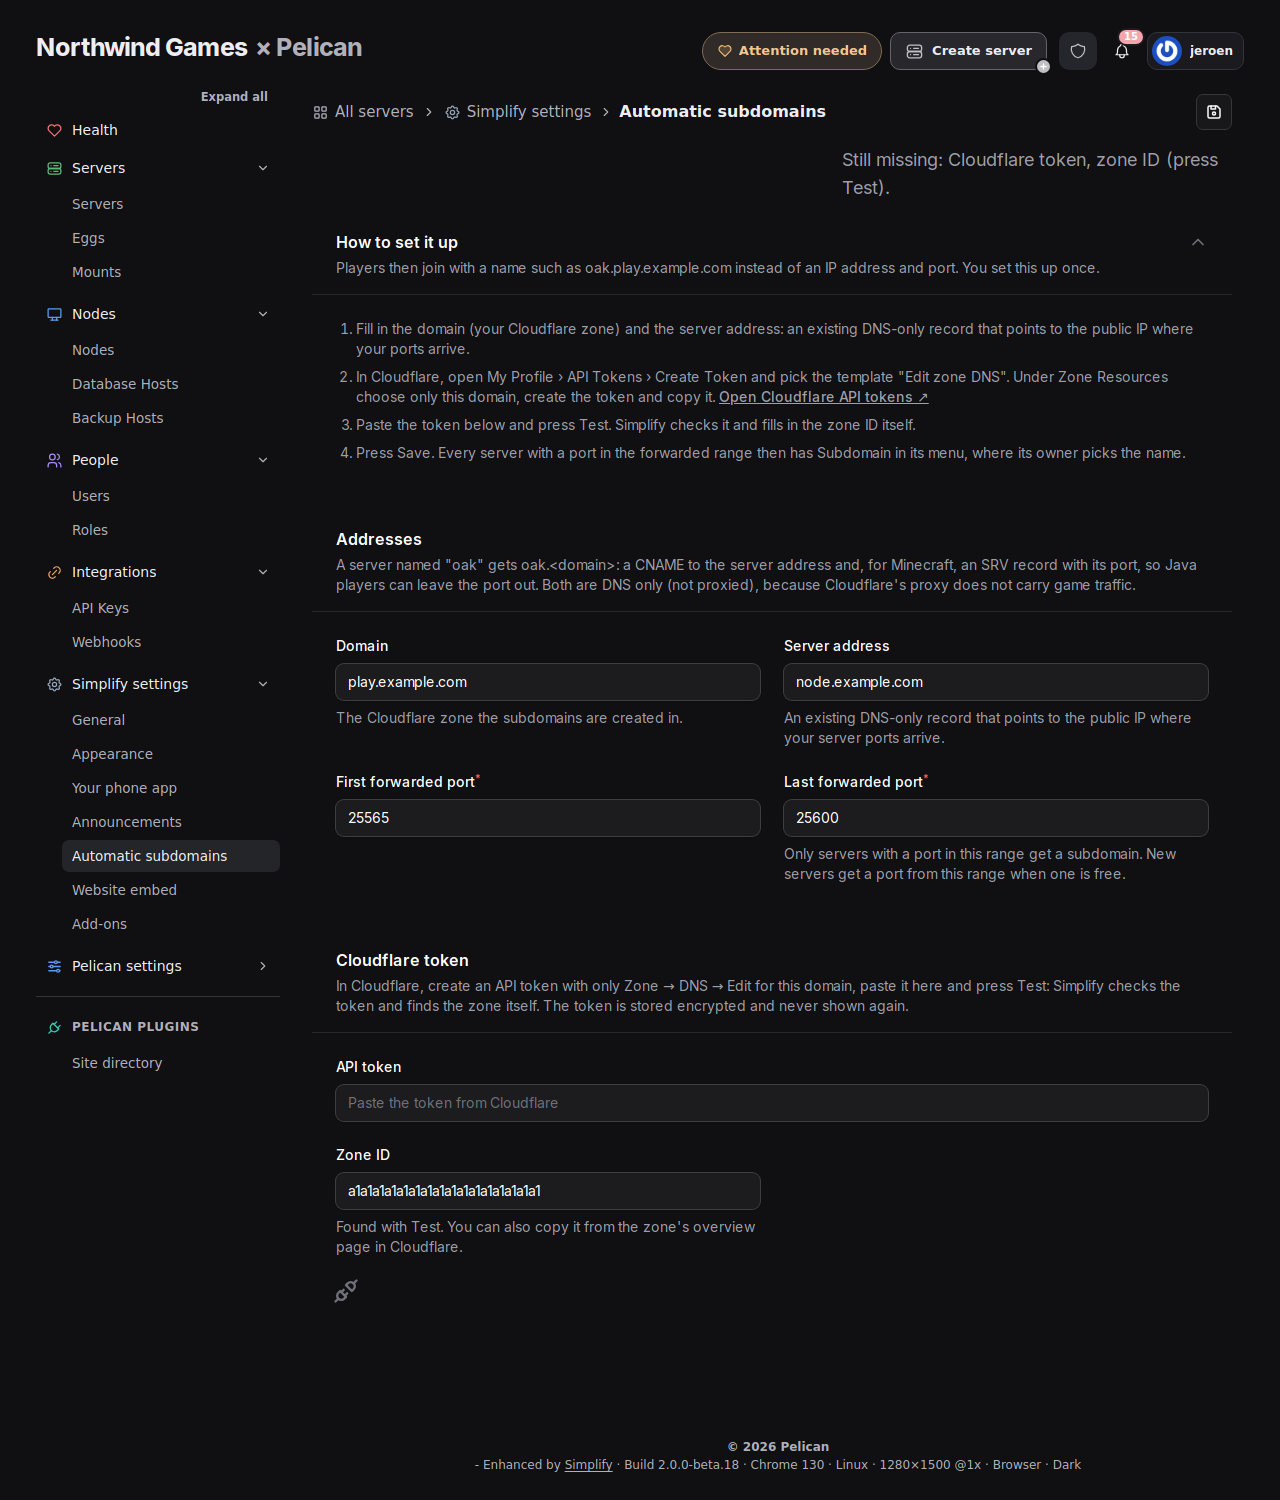 Northwind Games × Pelican
Attention needed
Create server
15
jeroen
Expand all
Health
Servers
Servers
Eggs
Mounts
Nodes
Nodes
Database Hosts
Backup Hosts
People
Users
Roles
Integrations
API Keys
Webhooks
Simplify settings
General
Appearance
Your phone app
Announcements
Automatic subdomains
Website embed
Add-ons
Pelican settings
PELICAN PLUGINS
Site directory
All servers > Simplify settings > Automatic subdomains
Still missing: Cloudflare token, zone ID (press
Test).
How to set it up
Players then join with a name such as oak.play.example.com instead of an IP address and port. You set this up once.
1. Fill in the domain (your Cloudflare zone) and the server address: an existing DNS-only record that points to the public IP where
your ports arrive.
2. In Cloudflare, open My Profile › API Tokens › Create Token and pick the template "Edit zone DNS". Under Zone Resources
choose only this domain, create the token and copy it. Open Cloudflare API tokens ↗
3. Paste the token below and press Test. Simplify checks it and fills in the zone ID itself.
4. Press Save. Every server with a port in the forwarded range then has Subdomain in its menu, where its owner picks the name.
Addresses
A server named "oak" gets oak.<domain>: a CNAME to the server address and, for Minecraft, an SRV record with its port, so Java
players can leave the port out. Both are DNS only (not proxied), because Cloudflare's proxy does not carry game traffic.
Domain
play.example.com
The Cloudflare zone the subdomains are created in.
Server address
node.example.com
An existing DNS-only record that points to the public IP where
your server ports arrive.
First forwarded port*
25565
Last forwarded port*
25600
Only servers with a port in this range get a subdomain. New
servers get a port from this range when one is free.
Cloudflare token
In Cloudflare, create an API token with only Zone → DNS → Edit for this domain, paste it here and press Test: Simplify checks the
token and finds the zone itself. The token is stored encrypted and never shown again.
API token
Paste the token from Cloudflare
Zone ID
a1a1a1a1a1a1a1a1a1a1a1a1a1a1a1a1
Found with Test. You can also copy it from the zone's overview
page in Cloudflare.
© 2026 Pelican
- Enhanced by Simplify · Build 2.0.0-beta.18 · Chrome 130 · Linux · 1280×1500 @1x · Browser · Dark